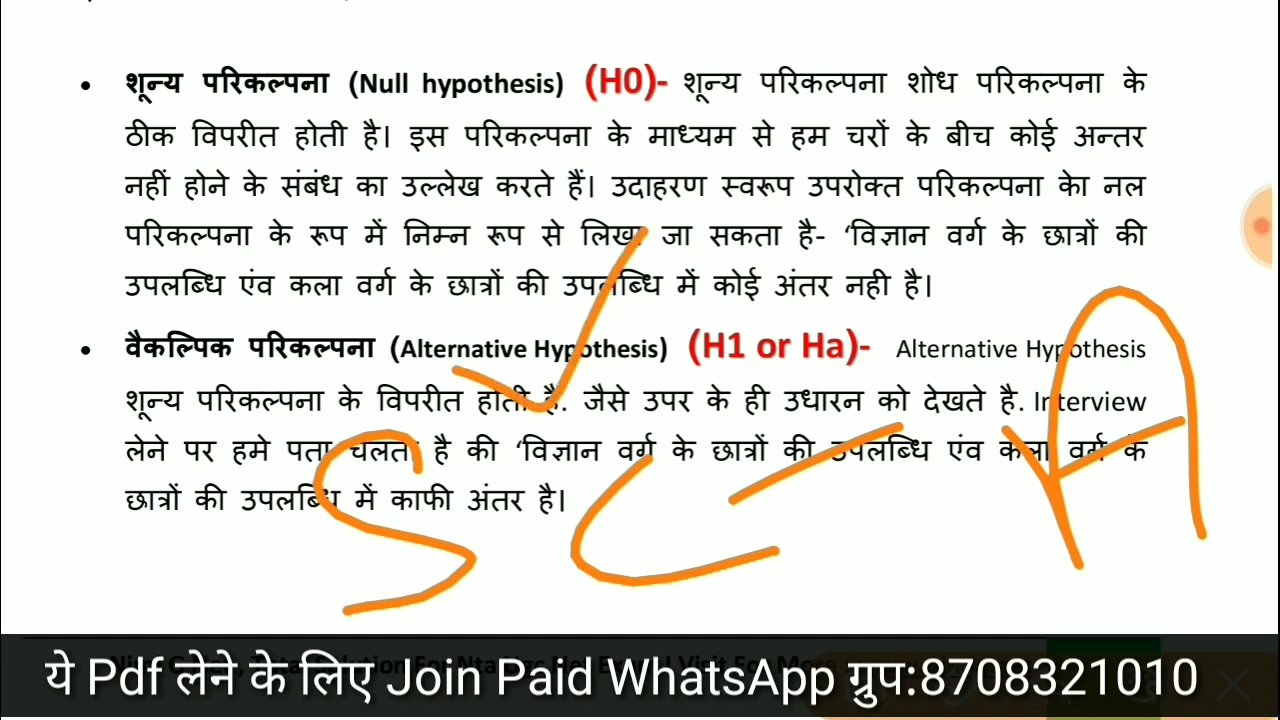 शून्य परिकल्पना (Null hypothesis) (H0)- शून्य परिकल्पना शोध परिकल्पना के
ठीक विपरीत होती है। इस परिकल्पना के माध्यम से हम चरों के बीच कोई अन्तर
नहीं होने के संबंध का उल्लेख करते हैं। उदाहरण स्वरूप उपरोक्त परिकल्पना केा नल
परिकल्पना के रूप में निम्न रूप से लिखा जा सकता है- ‘विज्ञान वर्ग के छात्रों की
उपलब्धि एंव कला वर्ग के छात्रों की उपलब्धि में कोई अंतर नही है।
वैकल्पिक परिकल्पना (Alternative Hypothesis) (H1 or Ha)- Alternative Hypothesis
शून्य परिकल्पना के विपरीत होती है. जैसे उपर के ही उधारन को देखते है. Interview
लेने पर हमे पता चलता है की ‘विज्ञान वर्ग के छात्रों की उपलब्धि एंव कला वर्ग के
छात्रों की उपलब्धि में काफी अंतर है।
S C - A
ये Pdf लेने के लिए Join Paid WhatsApp ग्रुप:8708321010